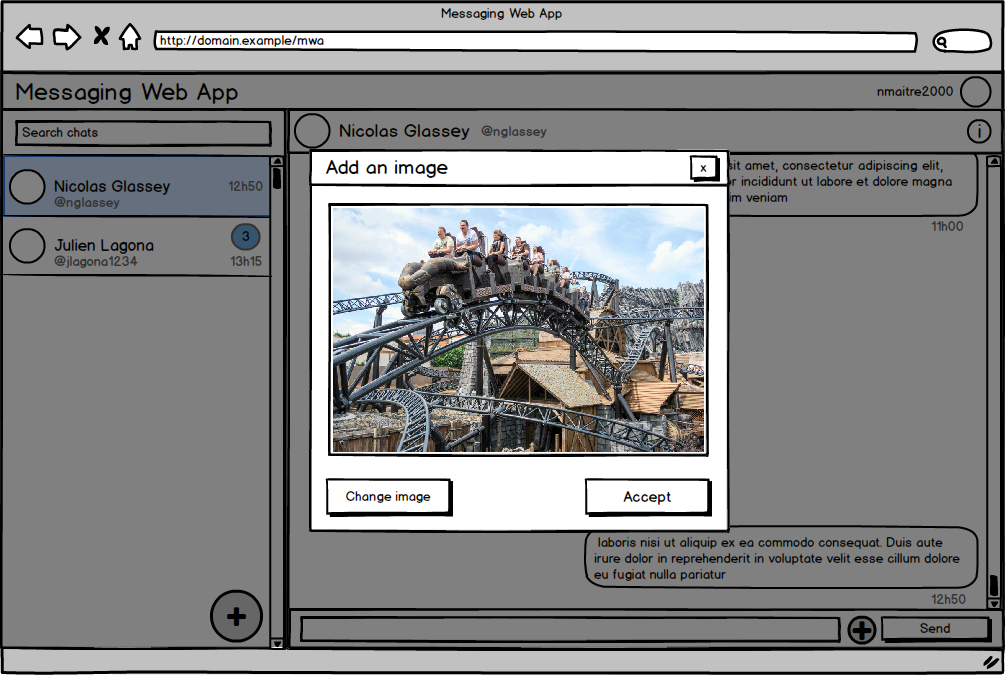 Messaging Web App
http://domain.example/mwa
Messaging Web App
nmaitre2000
Search chats
Nicolas Glassey
12h50
@nglassey
3
Julien Lagona
@jlagona1234
13h15
+
Nicolas Glassey @nglassey
i
Add an image
x
sit amet, consectetur adipiscing elit,
incididunt ut labore et dolore magna
veniam
11h00
Change image
Accept
laboris nisi ut aliquip ex ea commodo consequat. Duis aute
irure dolor in reprehenderit in voluptate velit esse cillum dolore
eu fugiat nulla pariatur
12h50
+
Send